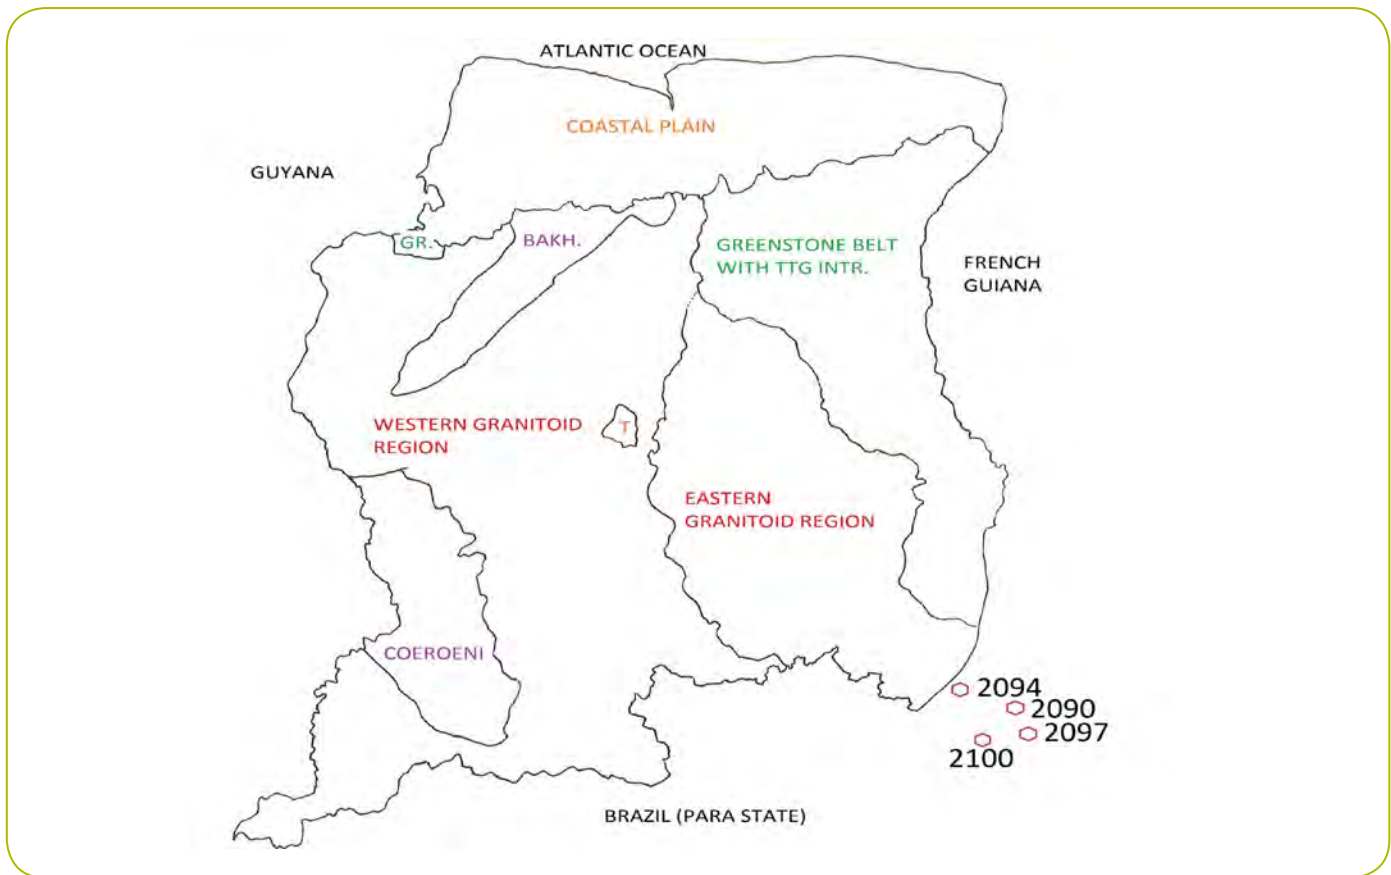 ATLANTIC OCEAN
COASTAL PLAIN
GUYANA
GR.
BAKH.
GREENSTONE BELT
WITH TTG INTR.
FRENCH
GUIANA
WESTERN GRANITOID
REGION
T
EASTERN
GRANITOID REGION
COEROENI
2094
2090
2097
2100
BRAZIL (PARA STATE)